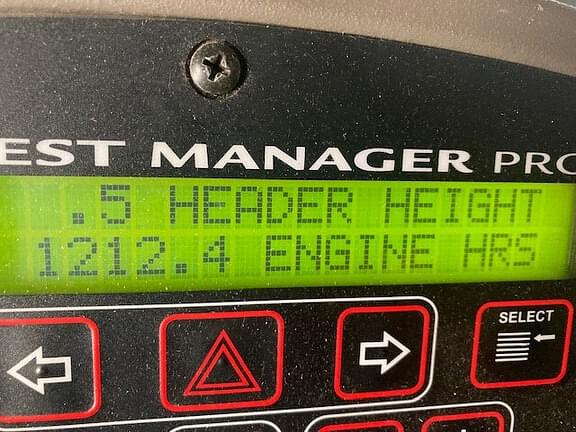 EST MANAGER PRO
.5 HEADER HEIGHT
1212.4 ENGINE HRS
SELECT